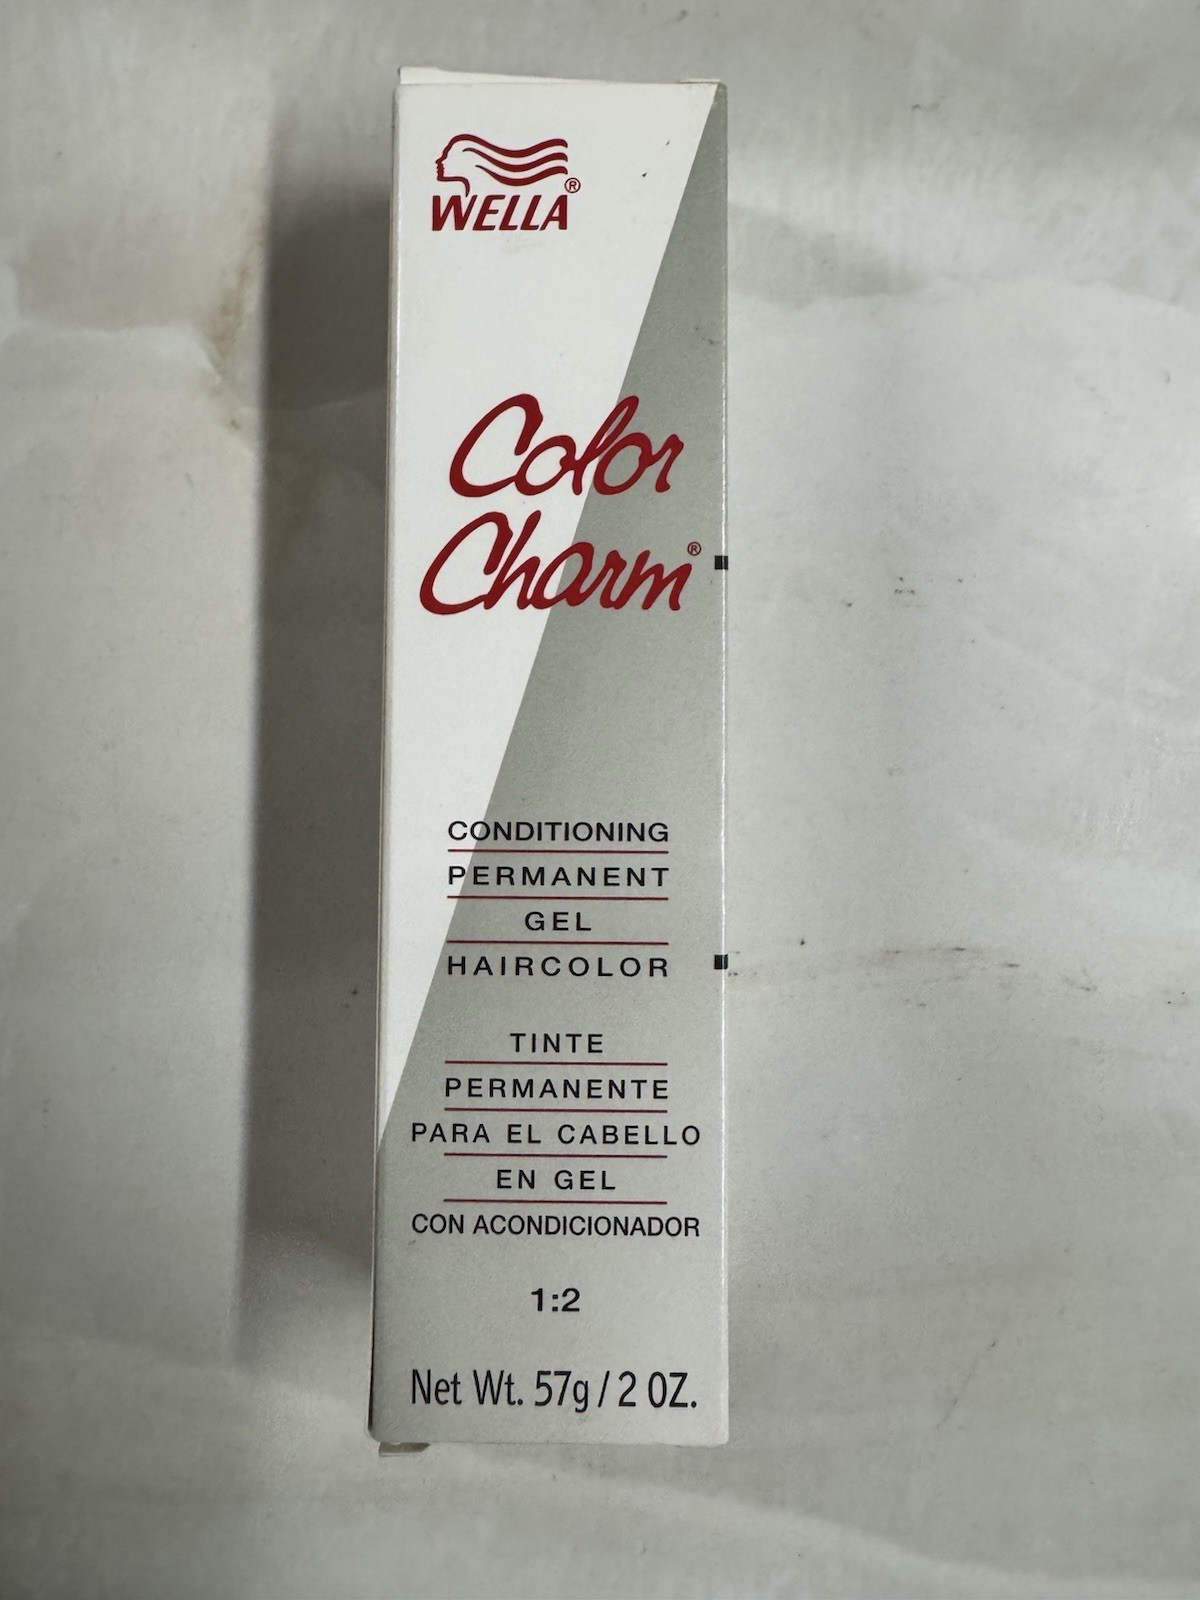 WELLA®
Color
Charm®
CONDITIONING
PERMANENT
GEL
HAIRCOLOR
TINTE
PERMANENTE
PARA EL CABELLO
EN GEL
CON ACONDICIONADOR
1:2
Net Wt. 57g / 2 OZ.